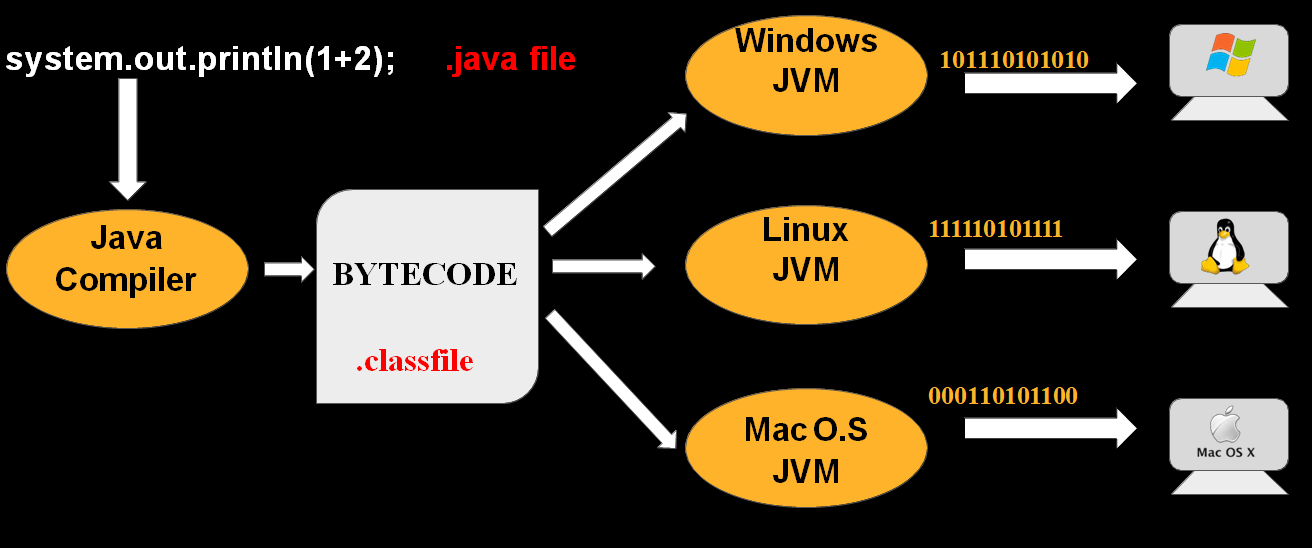 system.out.println(1+2);
.java file
Java
Compiler
BYTECODE
.classfile
Windows
JVM
101110101010
Linux
JVM
111110101111
Mac O.S
JVM
000110101100
Mac OS X